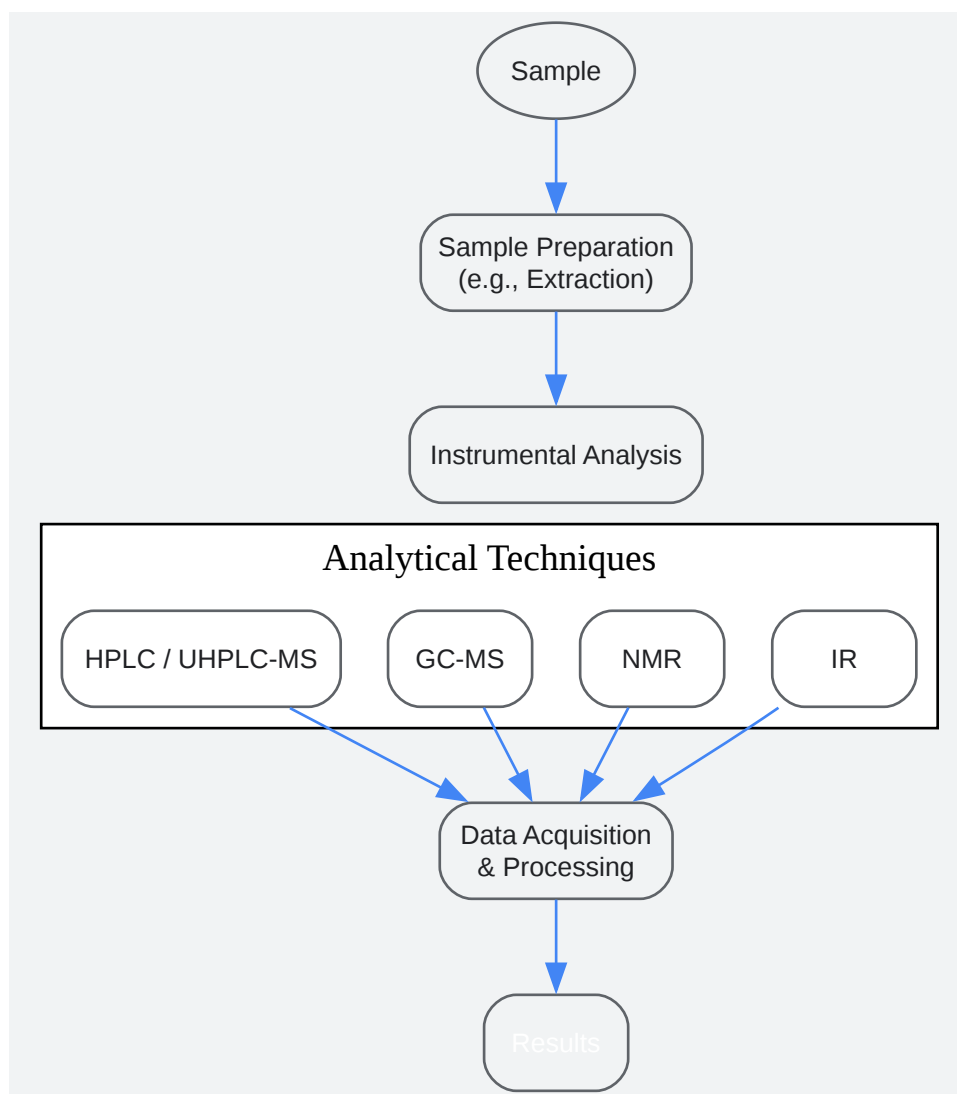 Sample
Sample Preparation
(e.g., Extraction)
Instrumental Analysis
Analytical Techniques
HPLC / UHPLC-MS
GC-MS
NMR
IR
Data Acquisition
& Processing
Results